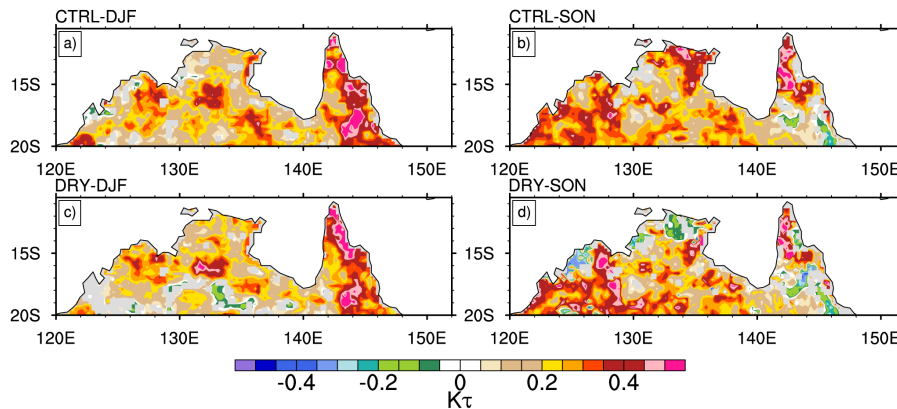 CTRL-DJF
CTRL-SON
a)
b)
15S
15S
20S
20S
120E 130E 140E 150E
120E 130E 140E 150E
DRY-DJF
DRY-SON
c)
d)
15S
15S
20S
20S
120E 130E 140E 150E
120E 130E 140E 150E
-0.4 -0.2 0 0.2 0.4
Kτ